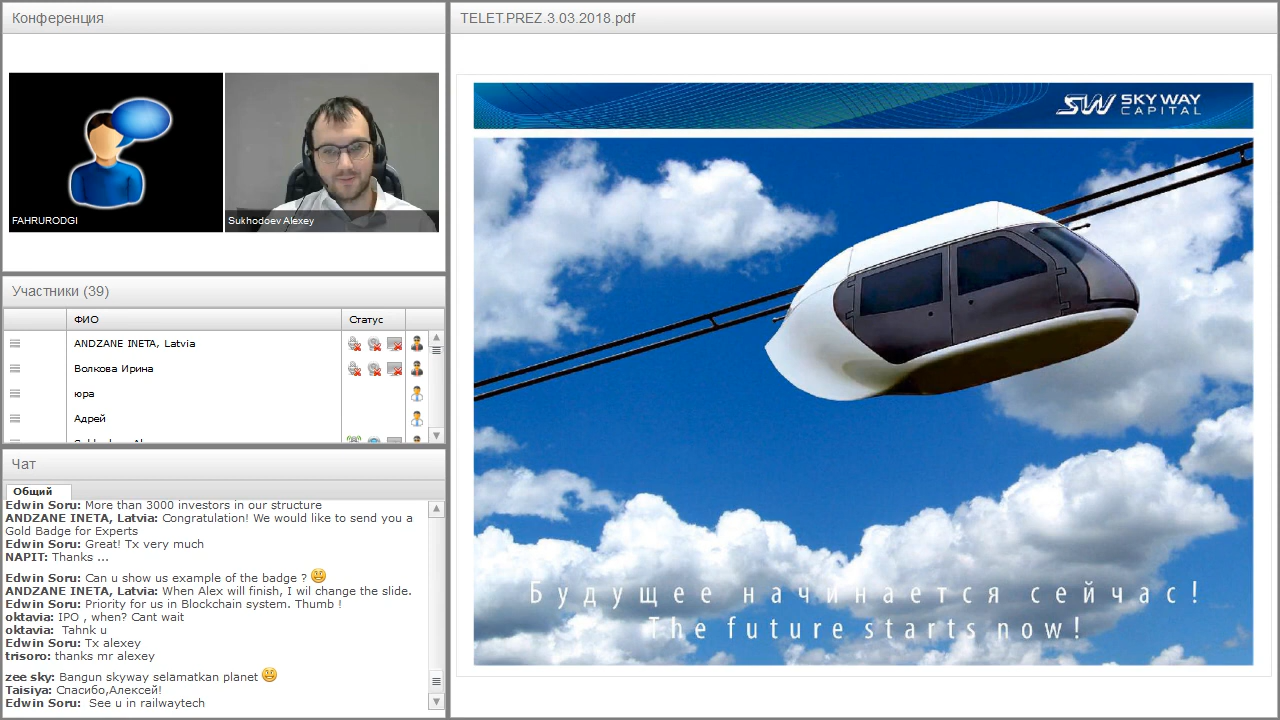 Конференция
FAHRURODGI
Sukhodoev Alexey
Участники (39)
ФИО
Статус
ANDZANE INETA, Latvia
Волкова Ирина
юра
Адрей
Чат
Общий
Edwin Soru: More than 3000 investors in our structure
ANDZANE INETA, Latvia: Congratulation! We would like to send you a
Gold Badge for Experts
Edwin Soru: Great! Tx very much
NAPIT: Thanks ...
Edwin Soru: Can u show us example of the badge ?
ANDZANE INETA, Latvia: When Alex will finish, I wil change the slide.
Edwin Soru: Priority for us in Blockchain system. Thumb !
oktavia: IPO , when? Cant wait
oktavia: Tahnk u
Edwin Soru: Tx alexey
trisoro: thanks mr alexey
zee sky: Bangun skyway selamatkan planet
Taisiya: Спасибо,Алексей!
Edwin Soru: See u in railwaytech
TELET.PREZ.3.03.2018.pdf
SW SKY WAY
CAPITAL
Будущее начинается сейчас!
The future starts now!